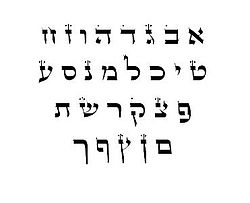 א ב ג ד ה ו ז ח
ט י כ ל מ נ ס ע
פ צ ק ר ש ת
ם ן ץ ף ך